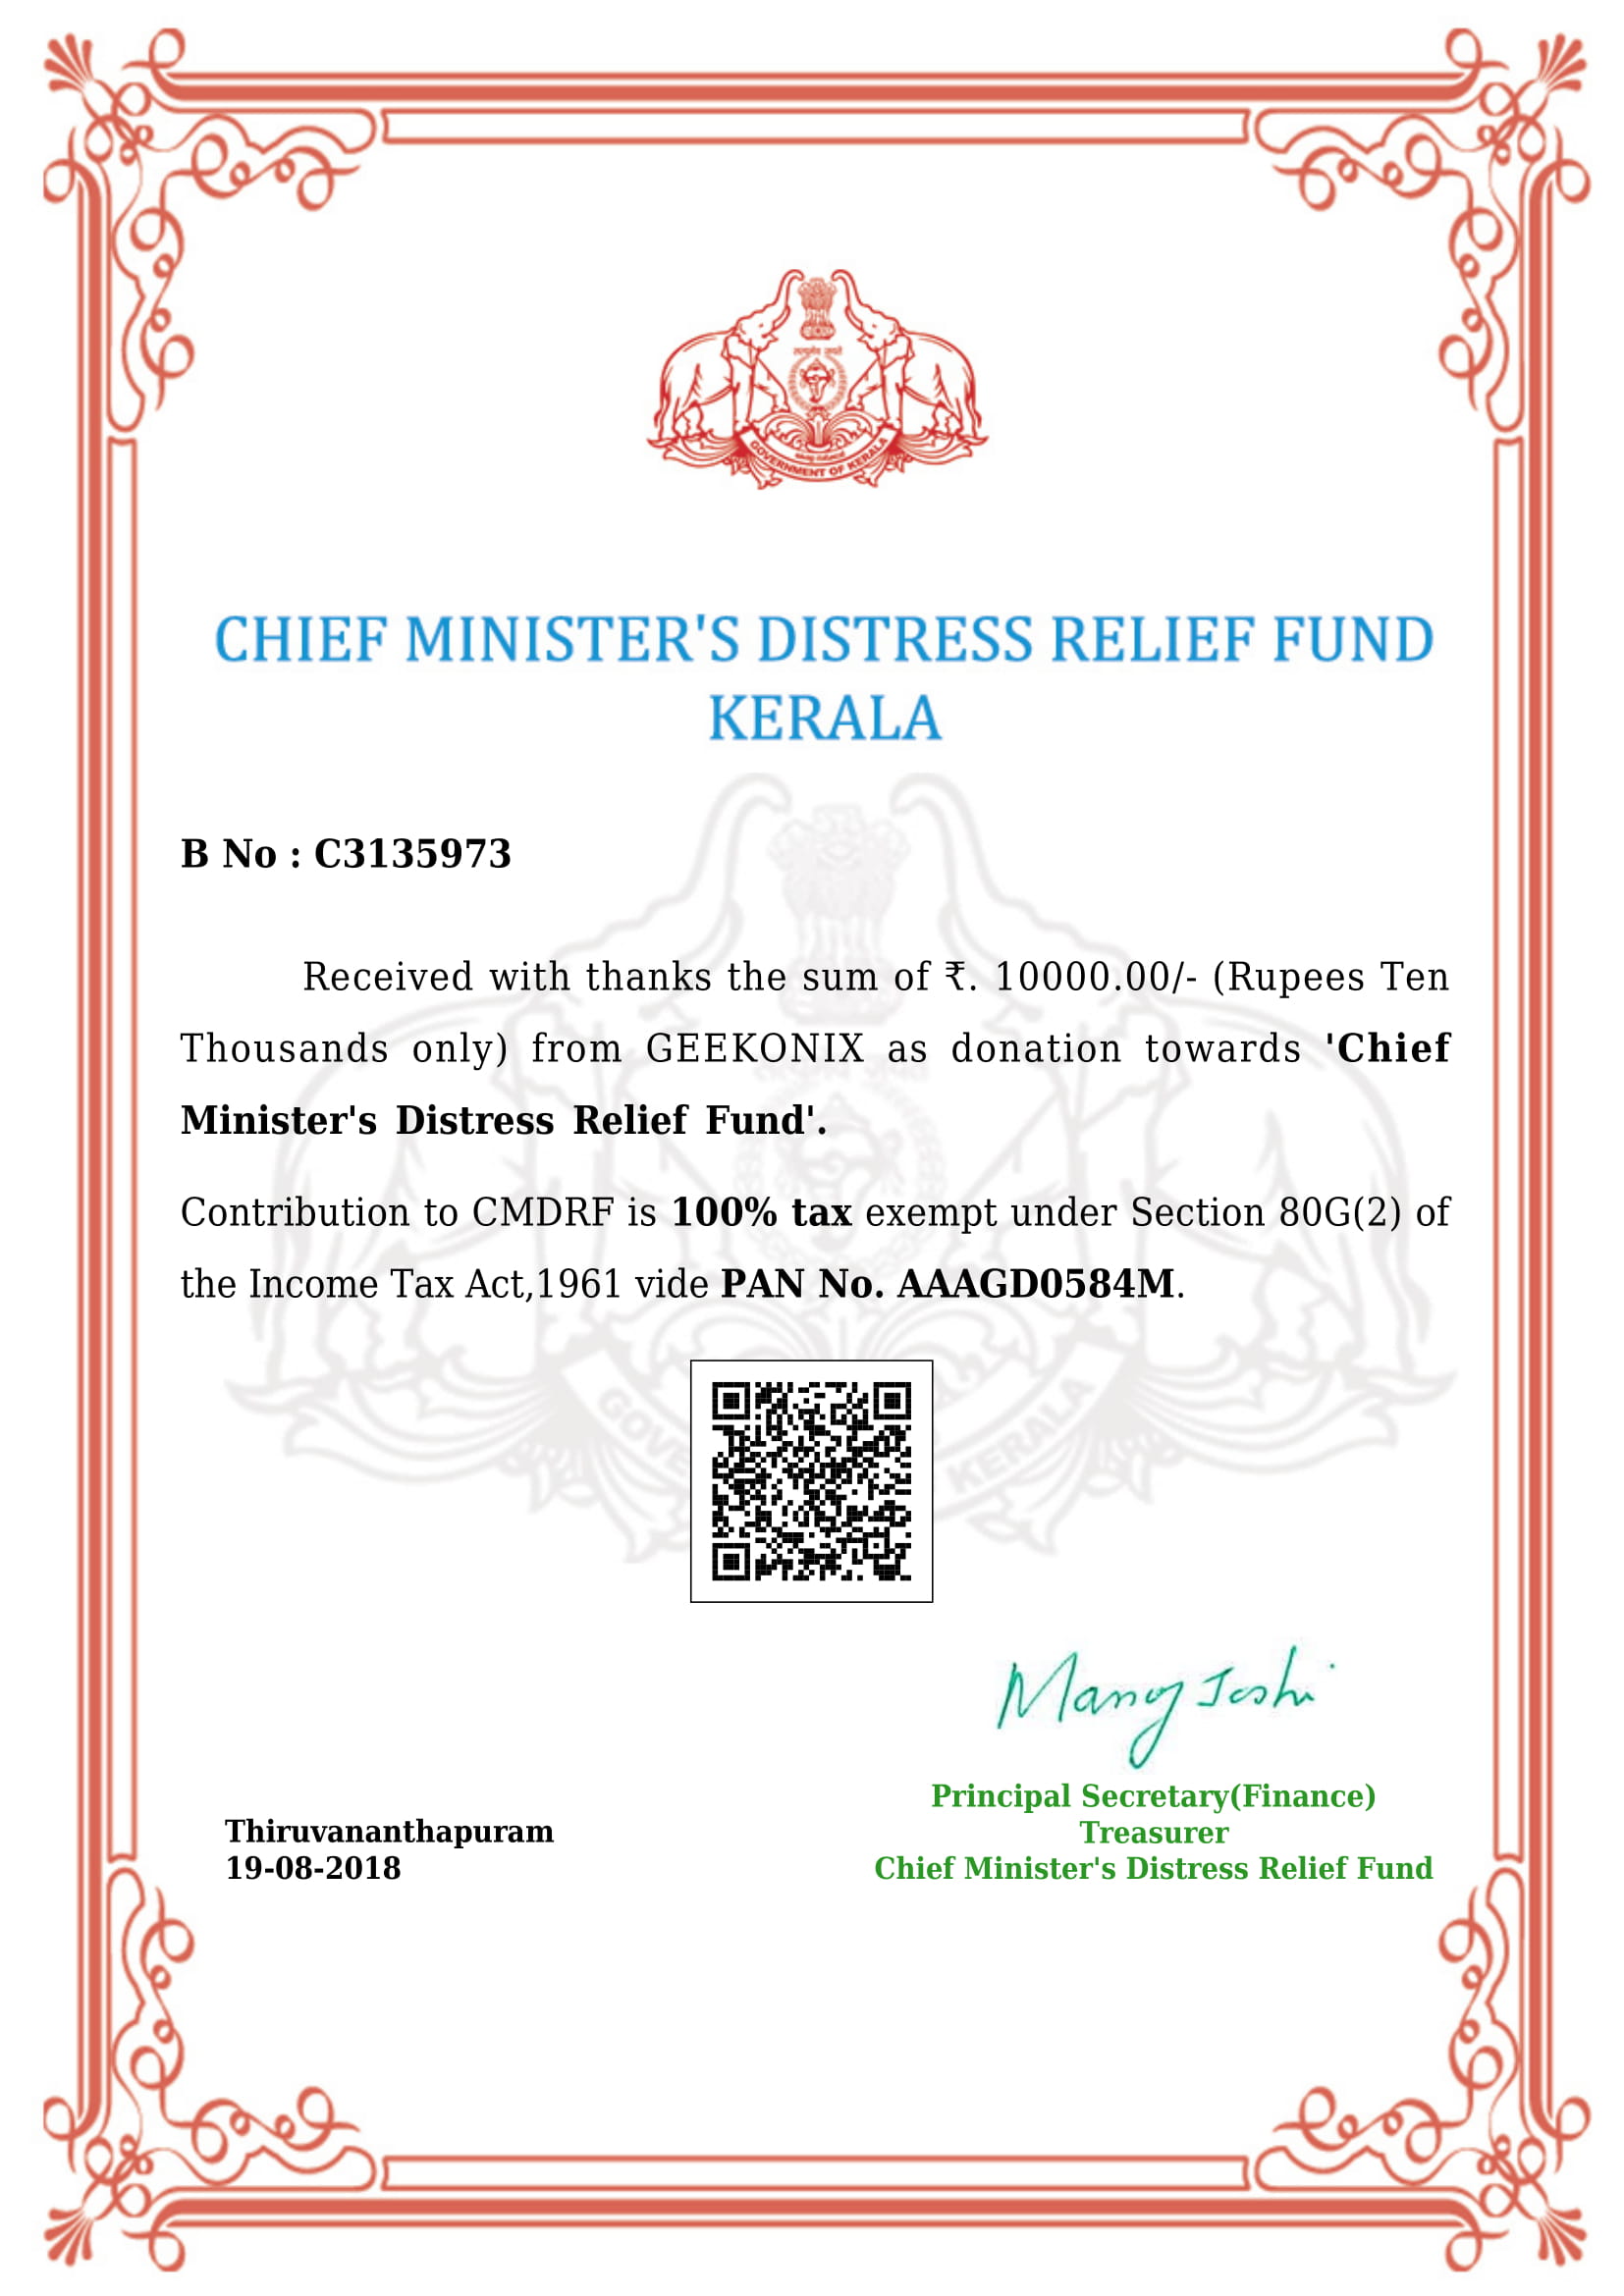 सत्यमेव जयते
GOVERNMENT OF KERALA
CHIEF MINISTER'S DISTRESS RELIEF FUND
KERALA
B No : C3135973
Received with thanks the sum of ₹. 10000.00/- (Rupees Ten
Thousands only) from GEEKONIX as donation towards 'Chief
Minister's Distress Relief Fund'.
Contribution to CMDRF is 100% tax exempt under Section 80G(2) of
the Income Tax Act,1961 vide PAN No. AAAGD0584M.
Manoj Joshi
Principal Secretary(Finance)
Treasurer
Chief Minister's Distress Relief Fund
Thiruvananthapuram
19-08-2018